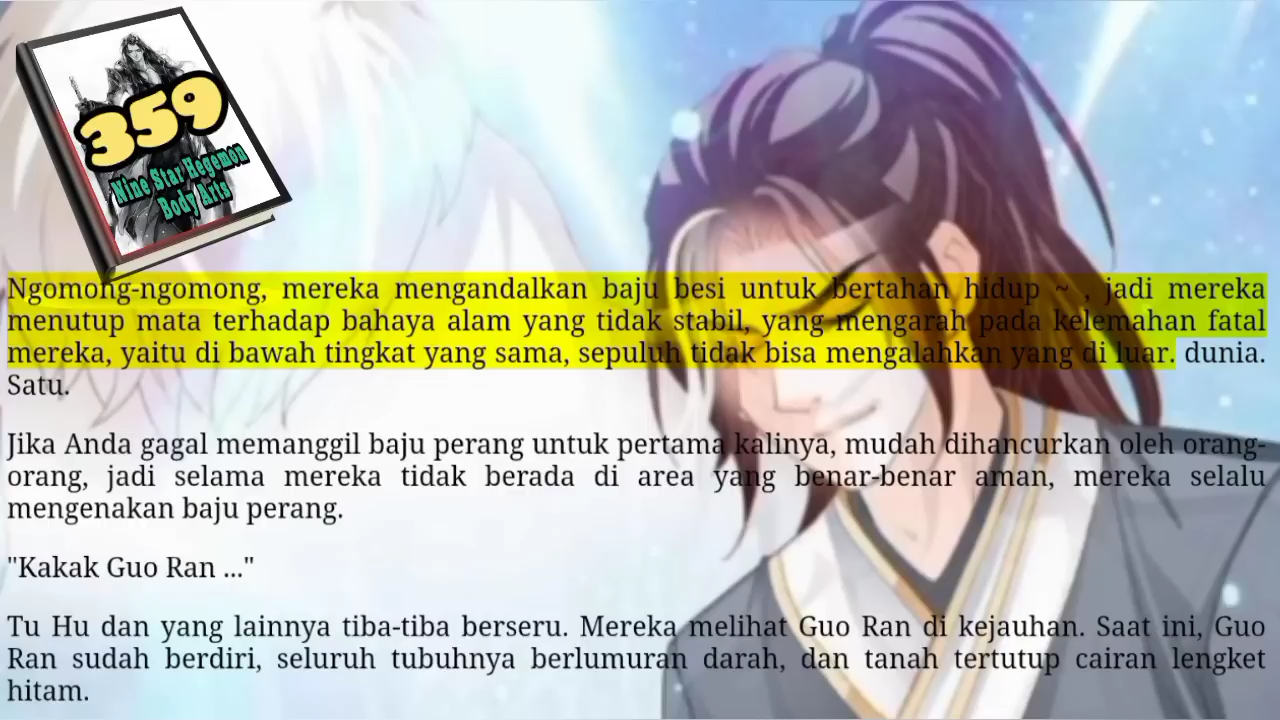 359
Nine Star Hegemon
Body Arts
Ngomong-ngomong, mereka mengandalkan baju besi untuk bertahan hidup ~ , jadi mereka
menutup mata terhadap bahaya alam yang tidak stabil, yang mengarah pada kelemahan fatal
mereka, yaitu di bawah tingkat yang sama, sepuluh tidak bisa mengalahkan yang di luar. dunia.
Satu.
Jika Anda gagal memanggil baju perang untuk pertama kalinya, mudah dihancurkan oleh orang-
orang, jadi selama mereka tidak berada di area yang benar-benar aman, mereka selalu
mengenakan baju perang.
"Kakak Guo Ran ..."
Tu Hu dan yang lainnya tiba-tiba berseru. Mereka melihat Guo Ran di kejauhan. Saat ini, Guo
Ran sudah berdiri, seluruh tubuhnya berlumuran darah, dan tanah tertutup cairan lengket
hitam.